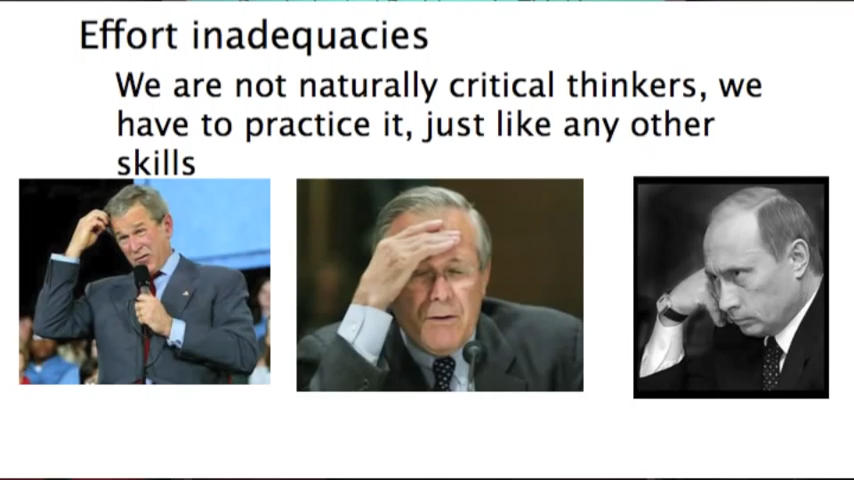 Effort inadequacies
We are not naturally critical thinkers, we
have to practice it, just like any other
skills